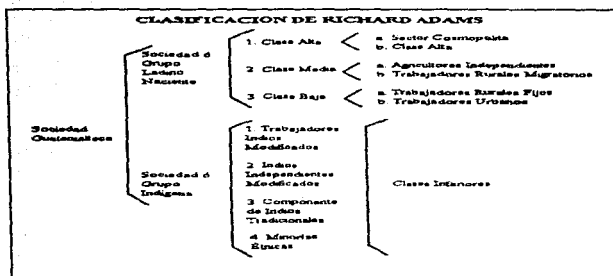 CLASIFICACION DE RICHARD ADAMS
Sociedad
Guatemalteca
Sociedad ó
Grupo
Ladino
Naciente
1. Clase Alta
a. Sector Cosmopolita
b. Clase Alta
2 Clase Media
a. Agricultores Independientes
b Trabajadores Rurales Migratorios
3 Clase Baja
a. Trabajadores Rurales Fijos
b. Trabajadores Urbanos
Sociedad ó
Grupo
Indígena
1. Trabajadores
Indios
Modificados
2 Indios
Independientes
Modificados
3 Componente
de Indios
Tradicionales
4 Minorías
Étnicas
Clases Inferiores